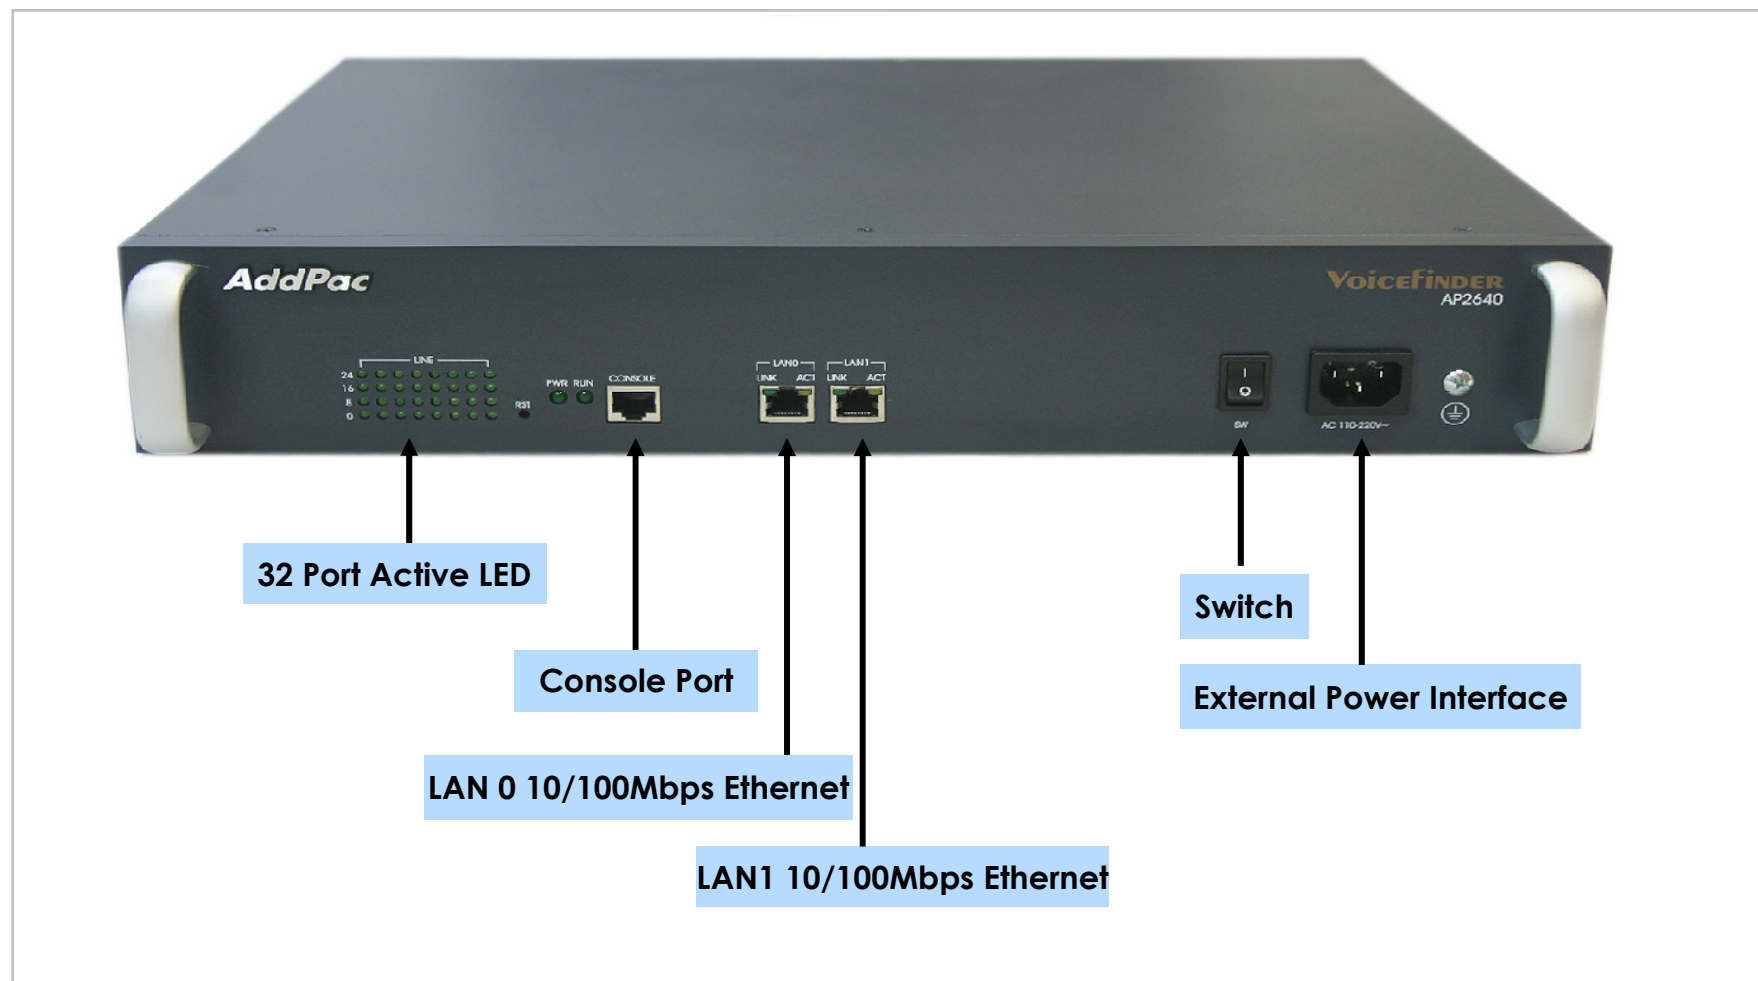 AddPac
VOICEFINDER
AP2640
LINE
24
16
8
0
RST
PWR RUN
CONSOLE
LAN0
LINK ACT
LAN1
LINK ACT
SW
AC 110-220V~
32 Port Active LED
Switch
Console Port
External Power Interface
LAN 0 10/100Mbps Ethernet
LAN1 10/100Mbps Ethernet